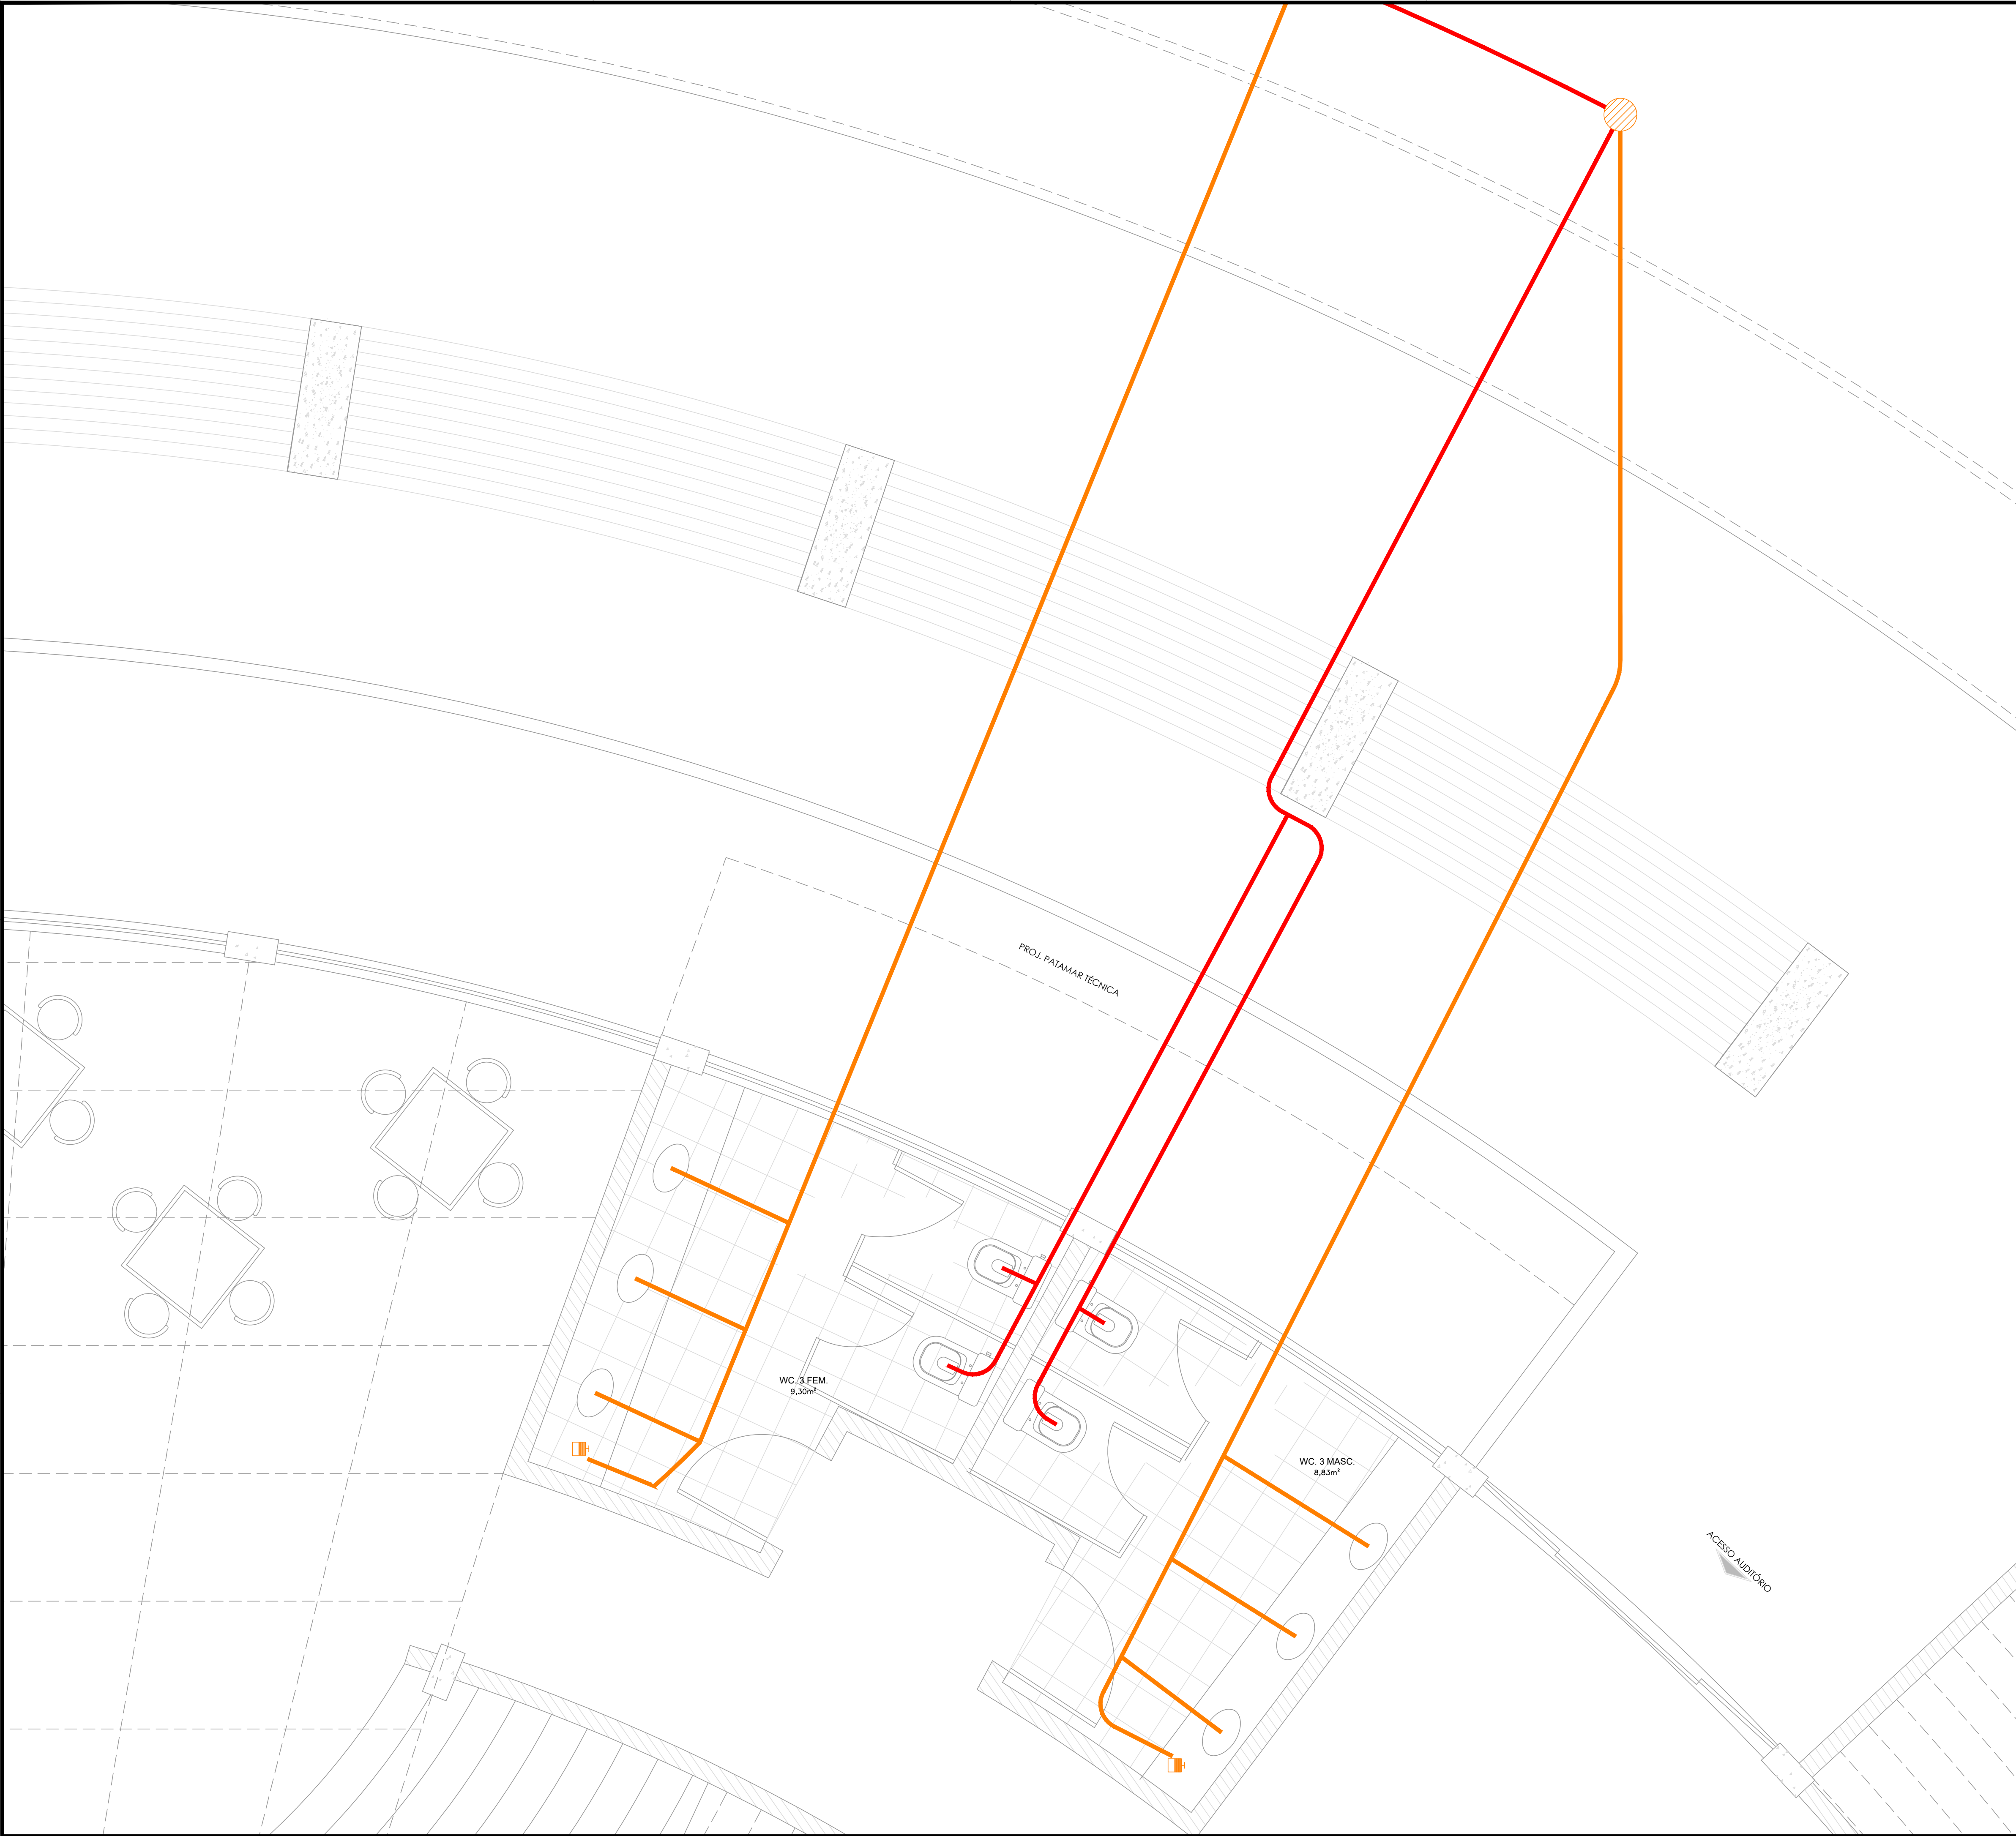 PROJ. PATAMAR TÉCNICA
WC. 3 FEM.
9,30m²
WC. 3 MASC.
8,83m²
ACESSO AUDITÓRIO